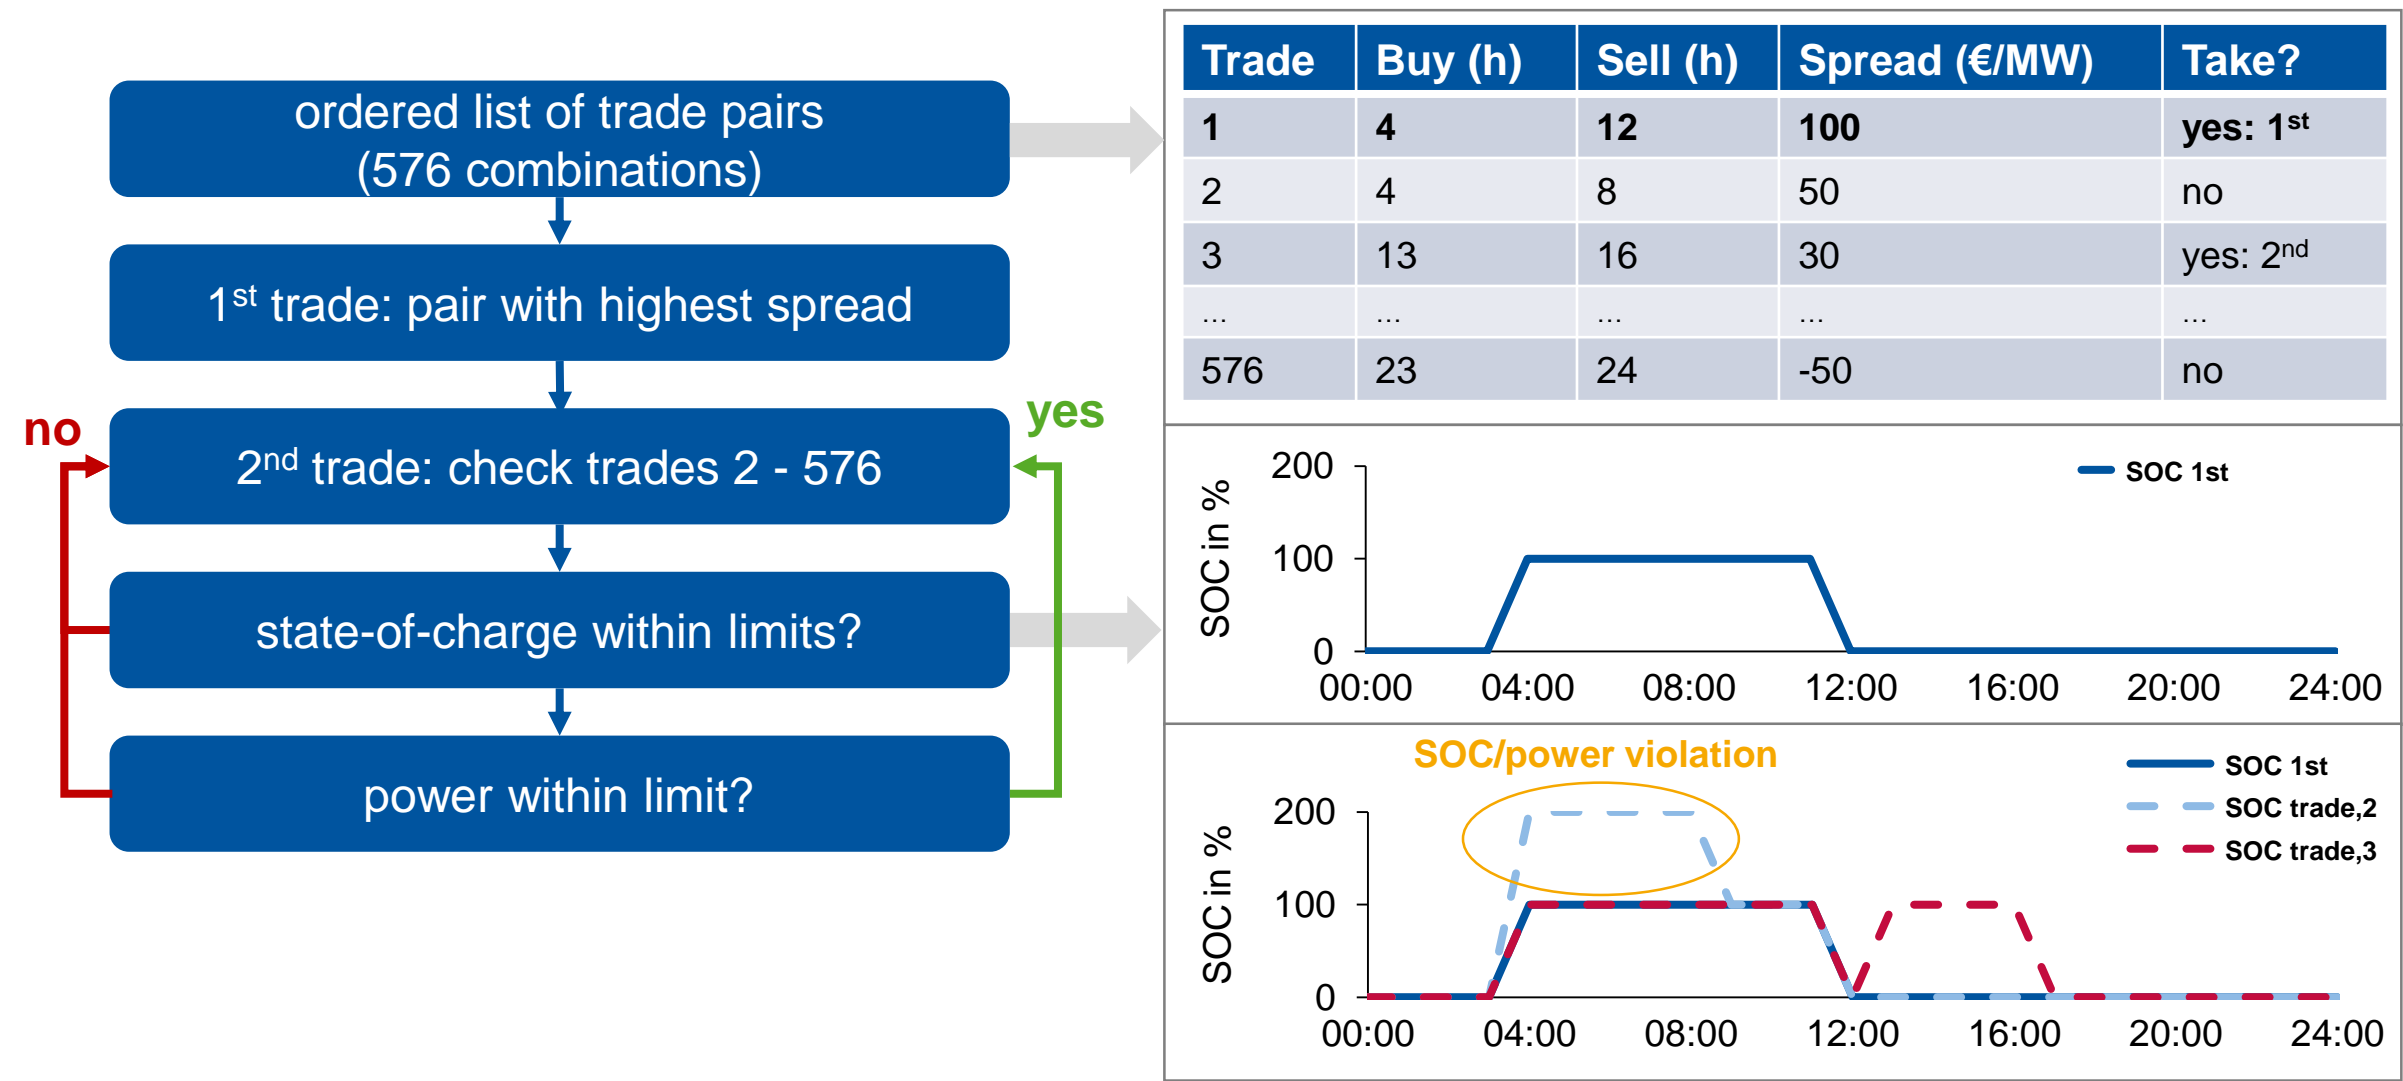 ordered list of trade pairs
(576 combinations)
1st trade: pair with highest spread
no
yes
2nd trade: check trades 2 - 576
state-of-charge within limits?
power within limit?
Trade Buy (h) Sell (h) Spread (€/MW) Take?
1 4 12 100 yes: 1st
2 4 8 50 no
3 13 16 30 yes: 2nd
... ... ... ... ...
576 23 24 -50 no
SOC in %
200
100
0
SOC 1st
00:00 04:00 08:00 12:00 16:00 20:00 24:00
SOC/power violation
SOC in %
200
100
0
SOC 1st
SOC trade,2
SOC trade,3
00:00 04:00 08:00 12:00 16:00 20:00 24:00